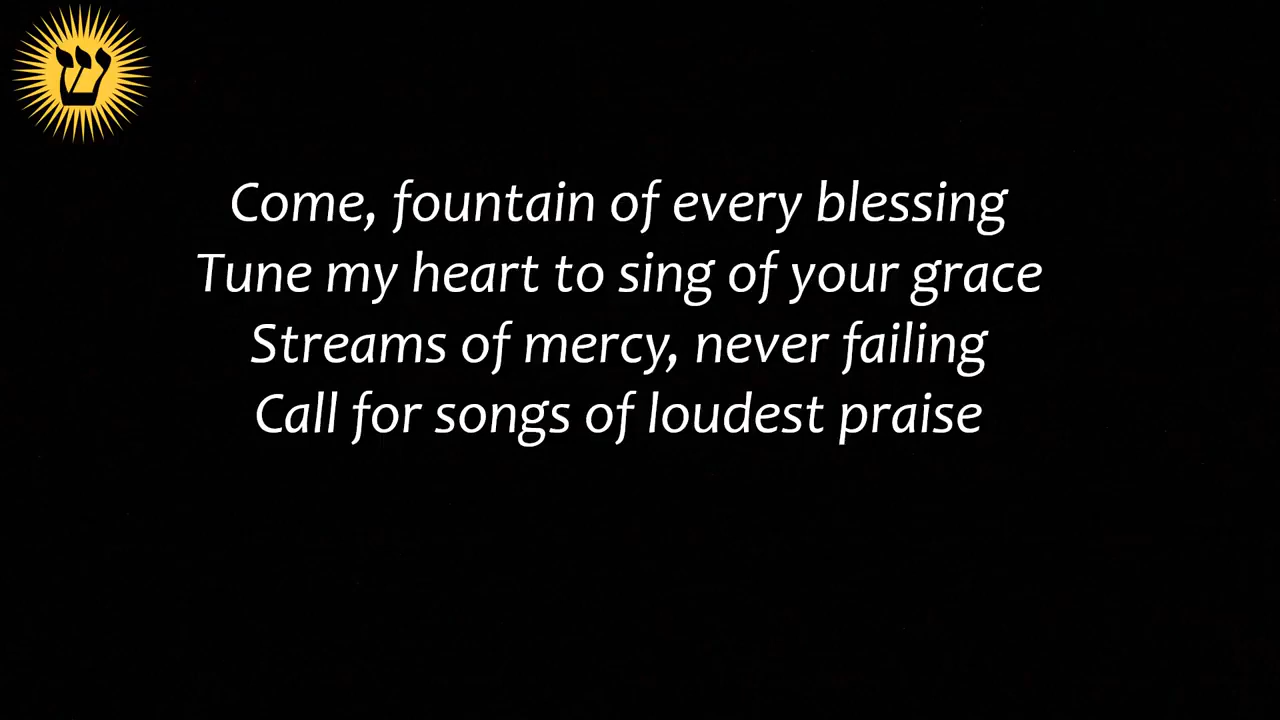 ש
Come, fountain of every blessing
Tune my heart to sing of your grace
Streams of mercy, never failing
Call for songs of loudest praise